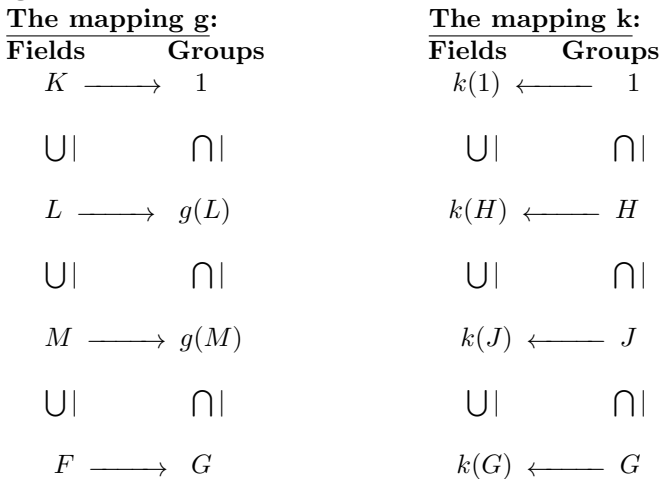 The mapping g: The mapping k:
Fields Groups Fields Groups
K ⟶ 1 k(1) ⟵ 1
⋃| ⋂| ⋃| ⋂|
L ⟶ g(L) k(H) ⟵ H
⋃| ⋂| ⋃| ⋂|
M ⟶ g(M) k(J) ⟵ J
⋃| ⋂| ⋃| ⋂|
F ⟶ G k(G) ⟵ G